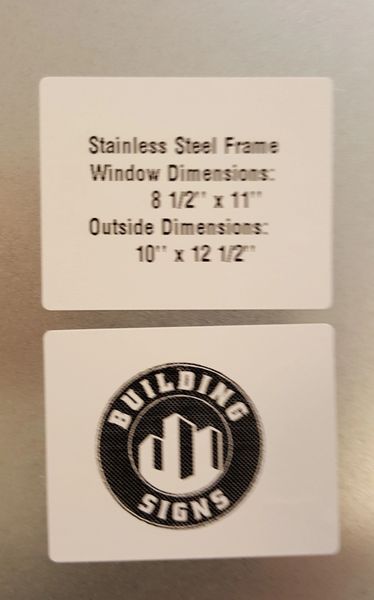 Stainless Steel Frame
Window Dimensions:
8 1/2" x 11"
Outside Dimensions:
10" x 12 1/2"
BUILDING
SIGNS